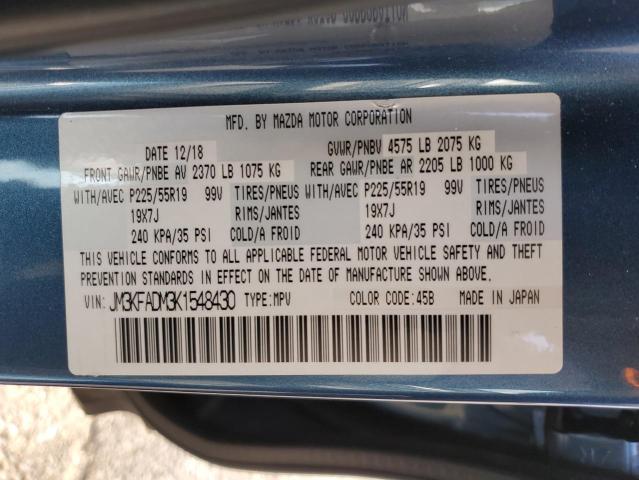 MFD. BY MAZDA MOTOR CORPORATION
DATE 12/18 GVWR/PNBV 4575 LB 2075 KG
FRONT GAWR/PNBE AV 2370 LB 1075 KG REAR GAWR/PNBE AR 2205 LB 1000 KG
WITH/AVEC P225/55R19 99V TIRES/PNEUS WITH/AVEC P225/55R19 99V TIRES/PNEUS
19X7J RIMS/JANTES 19X7J RIMS/JANTES
240 KPA/35 PSI COLD/A FROID 240 KPA/35 PSI COLD/A FROID
THIS VEHICLE CONFORMS TO ALL APPLICABLE FEDERAL MOTOR VEHICLE SAFETY AND THEFT
PREVENTION STANDARDS IN EFFECT ON THE DATE OF MANUFACTURE SHOWN ABOVE.
VIN: JM3KFADM3K1548430 TYPE:MPV COLOR CODE:45B MADE IN JAPAN